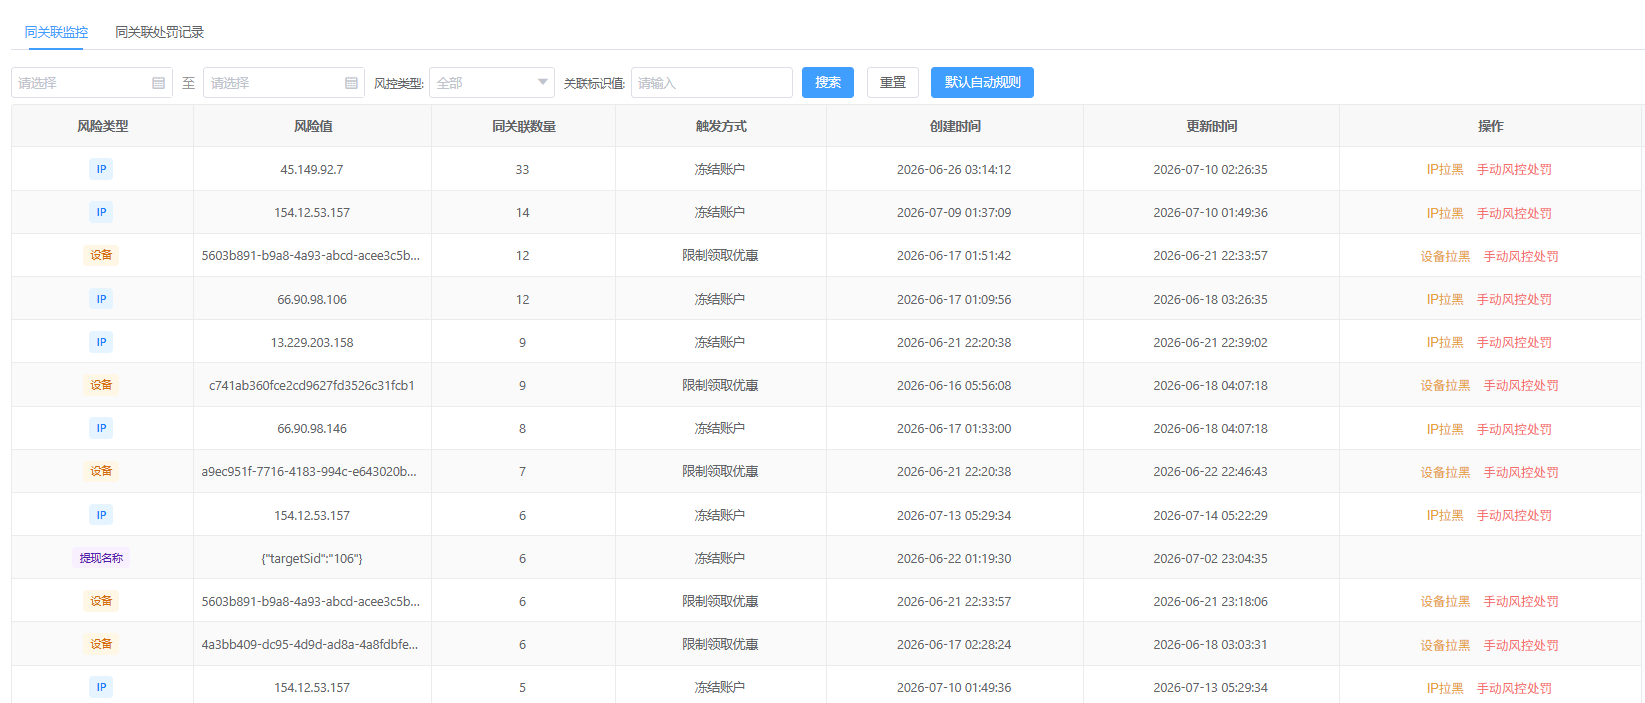 同关联监控 同关联处罚记录
请选择 至 请选择 风控类型: 全部 关联标识值: 请输入 搜索 重置 默认自动规则
风险类型 风险值 同关联数量 触发方式 创建时间 更新时间 操作
IP 45.149.92.7 33 冻结账户 2026-06-26 03:14:12 2026-07-10 02:26:35 IP拉黑 手动风控处罚
IP 154.12.53.157 14 冻结账户 2026-07-09 01:37:09 2026-07-10 01:49:36 IP拉黑 手动风控处罚
设备 5603b891-b9a8-4a93-abcd-acee3c5b... 12 限制领取优惠 2026-06-17 01:51:42 2026-06-21 22:33:57 设备拉黑 手动风控处罚
IP 66.90.98.106 12 冻结账户 2026-06-17 01:09:56 2026-06-18 03:26:35 IP拉黑 手动风控处罚
IP 13.229.203.158 9 冻结账户 2026-06-21 22:20:38 2026-06-21 22:39:02 IP拉黑 手动风控处罚
设备 c741ab360fce2cd9627fd3526c31fcb1 9 限制领取优惠 2026-06-16 05:56:08 2026-06-18 04:07:18 设备拉黑 手动风控处罚
IP 66.90.98.146 8 冻结账户 2026-06-17 01:33:00 2026-06-18 04:07:18 IP拉黑 手动风控处罚
设备 a9ec951f-7716-4183-994c-e643020b... 7 限制领取优惠 2026-06-21 22:20:38 2026-06-22 22:46:43 设备拉黑 手动风控处罚
IP 154.12.53.157 6 冻结账户 2026-07-13 05:29:34 2026-07-14 05:22:29 IP拉黑 手动风控处罚
提现名称 {"targetSid":"106"} 6 冻结账户 2026-06-22 01:19:30 2026-07-02 23:04:35
设备 5603b891-b9a8-4a93-abcd-acee3c5b... 6 限制领取优惠 2026-06-21 22:33:57 2026-06-21 23:18:06 设备拉黑 手动风控处罚
设备 4a3bb409-dc95-4d9d-ad8a-4a8fdbfe... 6 限制领取优惠 2026-06-17 02:28:24 2026-06-18 03:03:31 设备拉黑 手动风控处罚
IP 154.12.53.157 5 冻结账户 2026-07-10 01:49:36 2026-07-13 05:29:34 IP拉黑 手动风控处罚